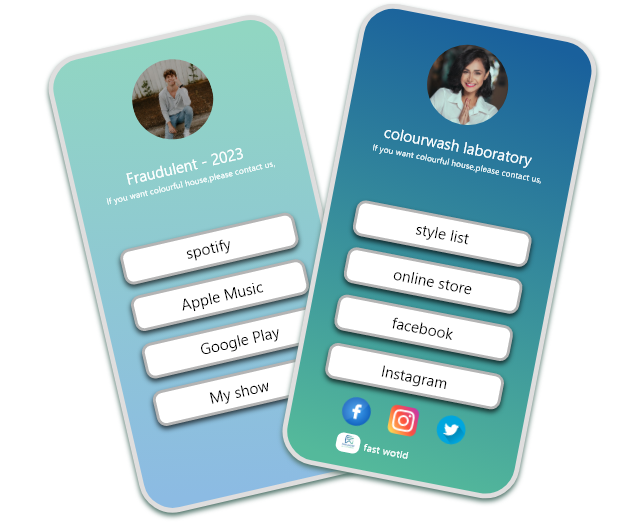 Fraudulent - 2023
If you want colourful house,please contact us,
spotify
Apple Music
Google Play
My show
colourwash laboratory
If you want colourful house,please contact us,
style list
online store
facebook
Instagram
fast wotld